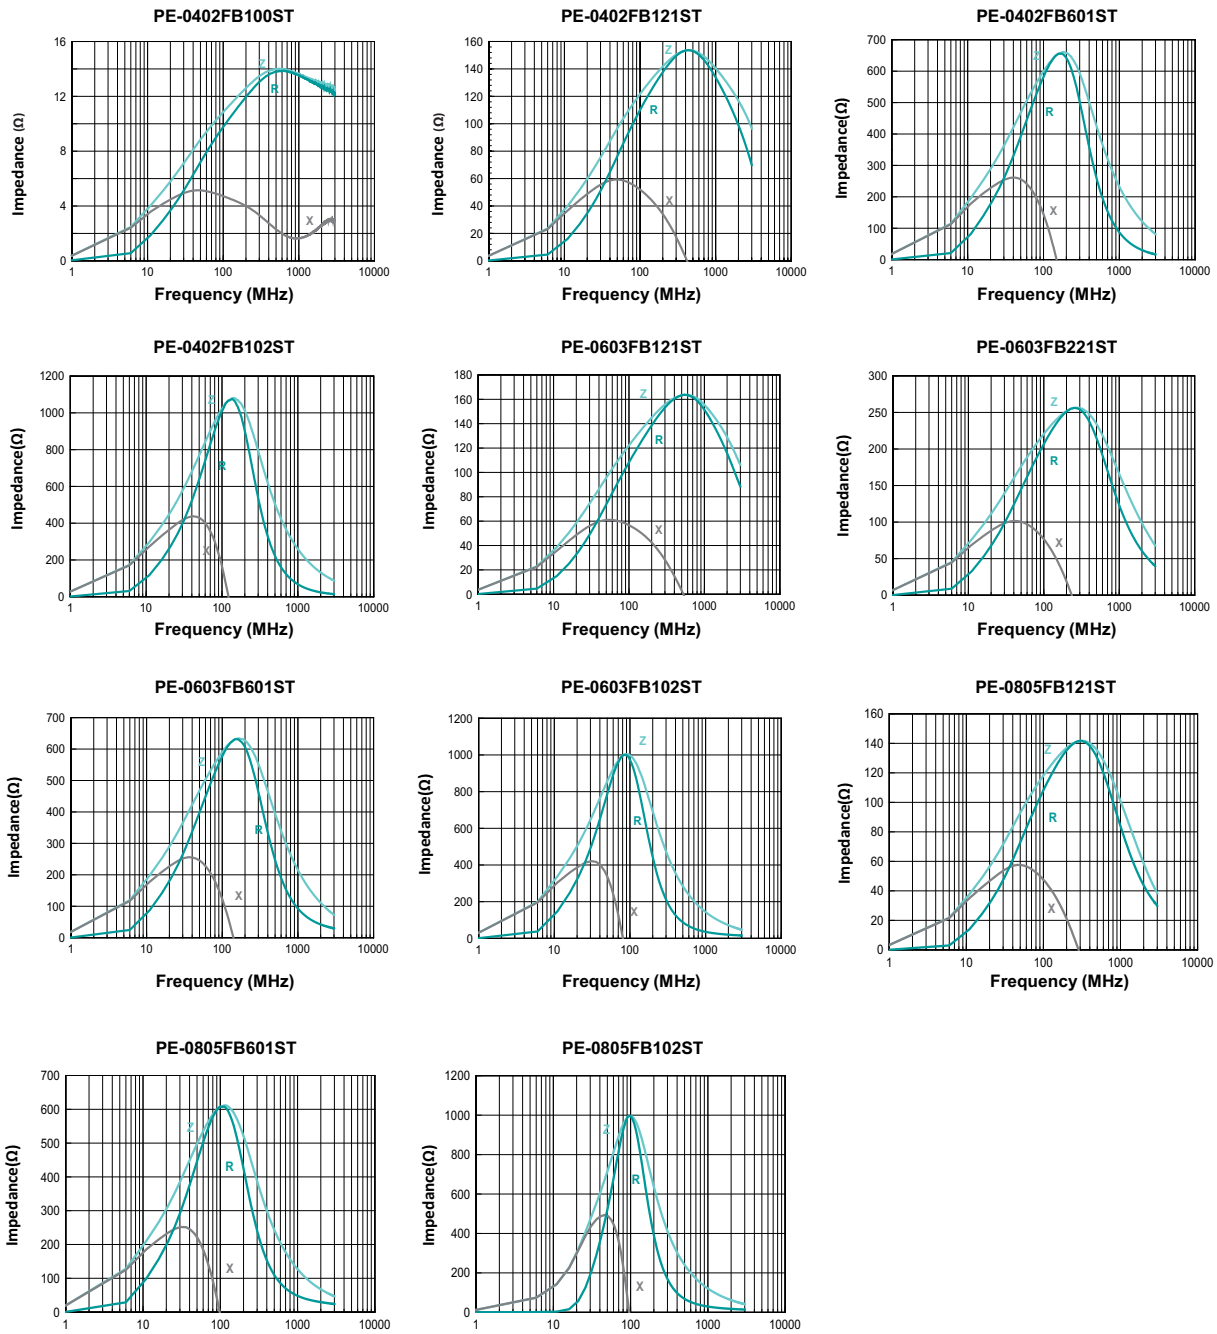 PE-0402FB100ST
16
12
8
4
0
Impedance (Ω)
Z
R
X
1
10
100
1000
10000
Frequency (MHz)
PE-0402FB121ST
160
140
120
100
80
60
40
20
0
Impedance (Ω)
Z
R
X
1
10
100
1000
10000
Frequency (MHz)
PE-0402FB601ST
700
600
500
400
300
200
100
0
Impedance(Ω)
Z
R
X
1
10
100
1000
10000
Frequency (MHz)
PE-0402FB102ST
1200
1000
800
600
400
200
0
Impedance(Ω)
Z
R
X
1
10
100
1000
10000
Frequency (MHz)
PE-0603FB121ST
180
160
140
120
100
80
60
40
20
0
Impedance(Ω)
Z
R
X
1
10
100
1000
10000
Frequency (MHz)
PE-0603FB221ST
300
250
200
150
100
50
0
Impedance(Ω)
Z
R
X
1
10
100
1000
10000
Frequency (MHz)
PE-0603FB601ST
700
600
500
400
300
200
100
0
Impedance(Ω)
Z
R
X
1
10
100
1000
10000
Frequency (MHz)
PE-0603FB102ST
1200
1000
800
600
400
200
0
Impedance(Ω)
Z
R
X
1
10
100
1000
10000
Frequency (MHz)
PE-0805FB121ST
160
140
120
100
80
60
40
20
0
Impedance(Ω)
Z
R
X
1
10
100
1000
10000
Frequency (MHz)
PE-0805FB601ST
700
600
500
400
300
200
100
0
Impedance(Ω)
Z
R
X
1
10
100
1000
10000
PE-0805FB102ST
1200
1000
800
600
400
200
0
Impedance(Ω)
Z
R
X
1
10
100
1000
10000